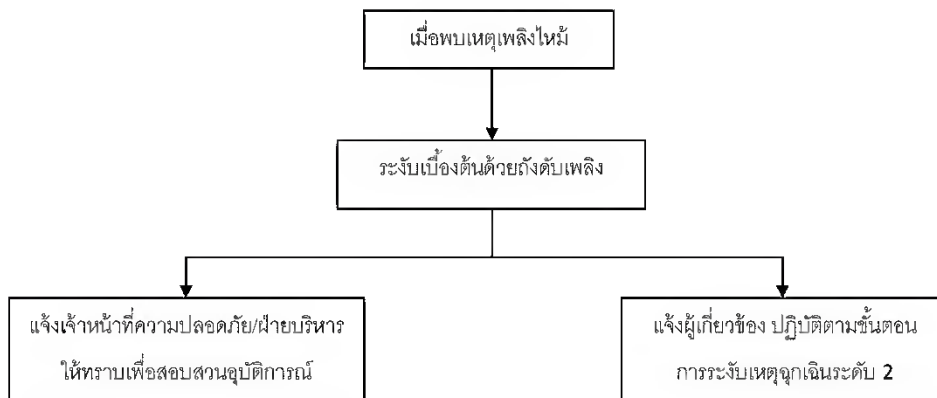 เมื่อพบเหตุเพลิงไหม้
ระงับเบื้องต้นด้วยถังดับเพลิง
แจ้งเจ้าหน้าที่ความปลอดภัย/ฝ่ายบริหาร
ให้ทราบเพื่อสอบสวนอุบัติการณ์
แจ้งผู้เกี่ยวข้อง ปฏิบัติตามขั้นตอน
การระงับเหตุฉุกเฉินระดับ 2